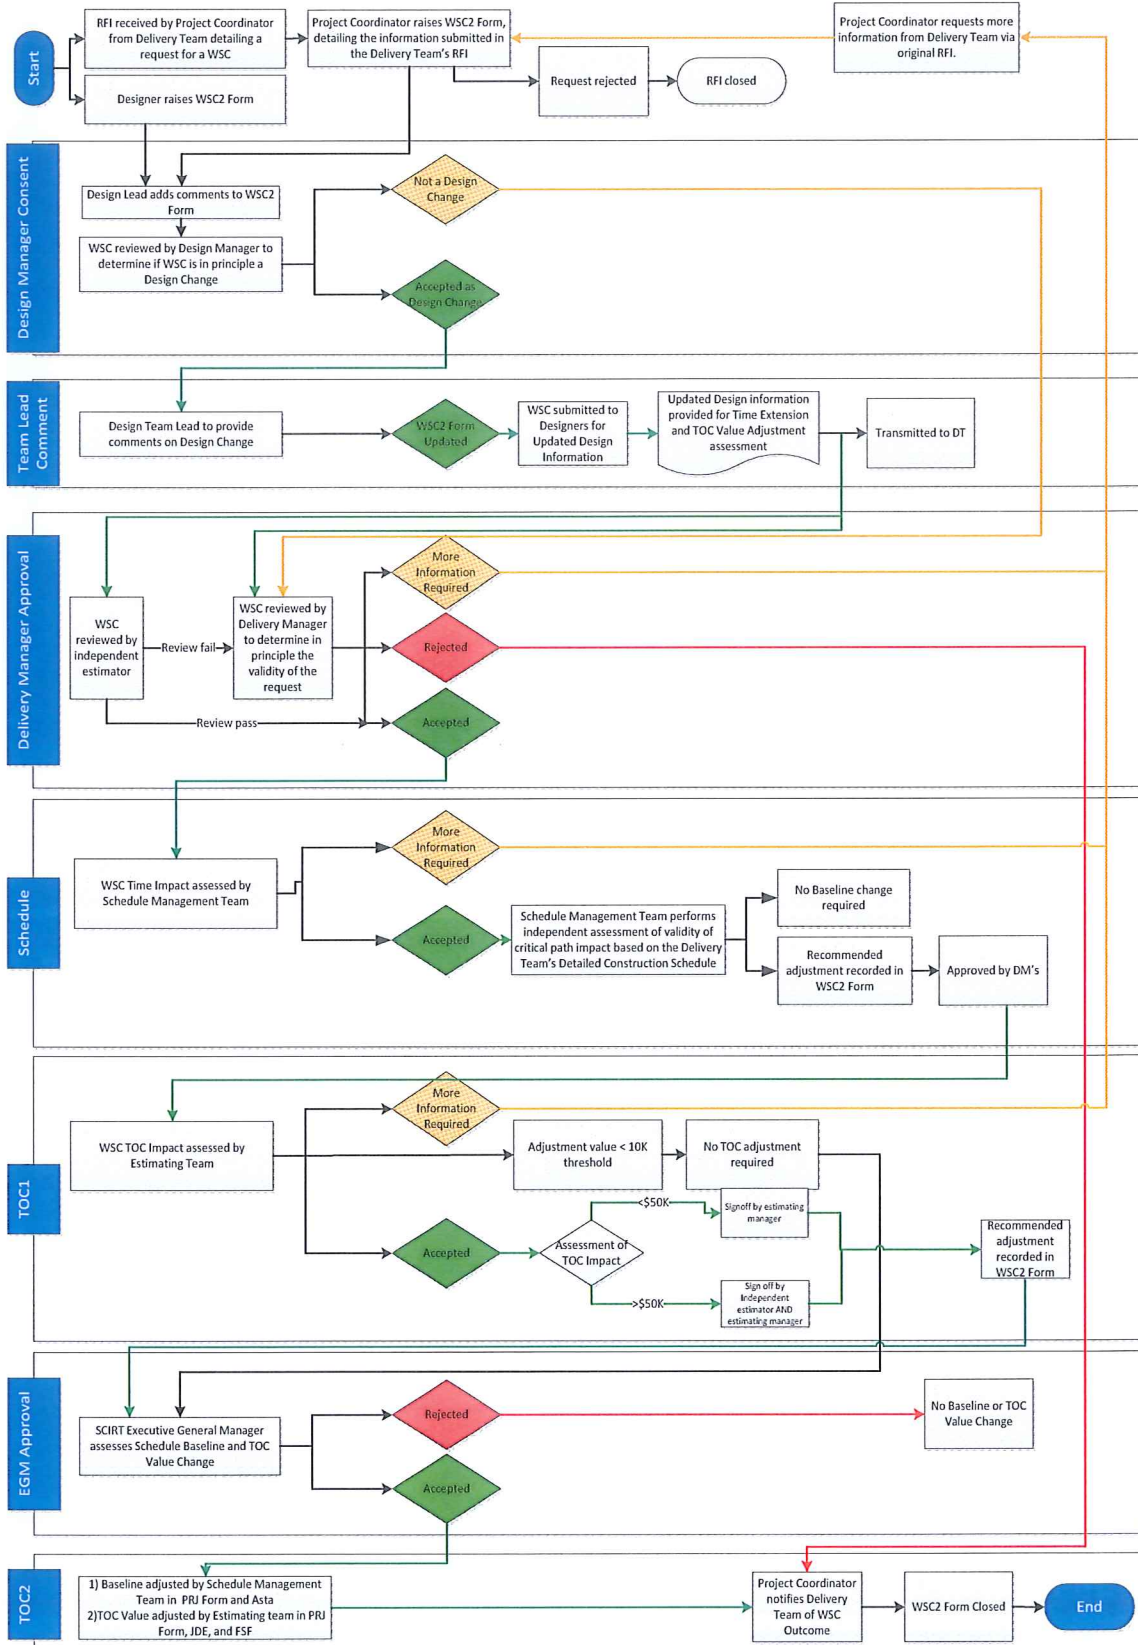 Start
RFI received by Project Coordinator
from Delivery Team detailing a
request for a WSC
Project Coordinator raises WSC2 Form,
detailing the information submitted in
the Delivery Team's RFI
Project Coordinator requests more
information from Delivery Team via
original RFI.
Designer raises WSC2 Form
Request rejected
RFI closed
Design Manager Consent
Design Lead adds comments to WSC2
Form
WSC reviewed by Design Manager to
determine if WSC is in principle a
Design Change
Not a Design
Change
Accepted as
Design Change
Team Lead
Comment
Design Team Lead to provide
comments on Design Change
WSC2 Form
Updated
WSC submitted to
Designers for
Updated Design
Information
Updated Design information
provided for Time Extension
and TOC Value Adjustment
assessment
Transmitted to DT
Delivery Manager Approval
WSC
reviewed by
independent
estimator
Review fail
WSC reviewed by
Delivery Manager
to determine in
principle the
validity of the
request
Review pass
More
Information
Required
Rejected
Accepted
Schedule
WSC Time Impact assessed by
Schedule Management Team
More
Information
Required
Accepted
Schedule Management Team performs
independent assessment of validity of
critical path impact based on the Delivery
Team's Detailed Construction Schedule
No Baseline change
required
Recommended
adjustment recorded in
WSC2 Form
Approved by DM's
TOC1
WSC TOC Impact assessed by
Estimating Team
More
Information
Required
Adjustment value < 10K
threshold
No TOC adjustment
required
Accepted
Assessment of
TOC Impact
<$50K
Signoff by estimating
manager
>$50K
Sign off by
Independent
estimator AND
estimating manager
Recommended
adjustment
recorded in
WSC2 Form
EGM Approval
SCIRT Executive General Manager
assesses Schedule Baseline and TOC
Value Change
Rejected
Accepted
No Baseline or TOC
Value Change
TOC2
1) Baseline adjusted by Schedule Management
Team in PRJ Form and Asta
2)TOC Value adjusted by Estimating team in PRJ
Form, JDE, and FSF
Project Coordinator
notifies Delivery
Team of WSC
Outcome
WSC2 Form Closed
End